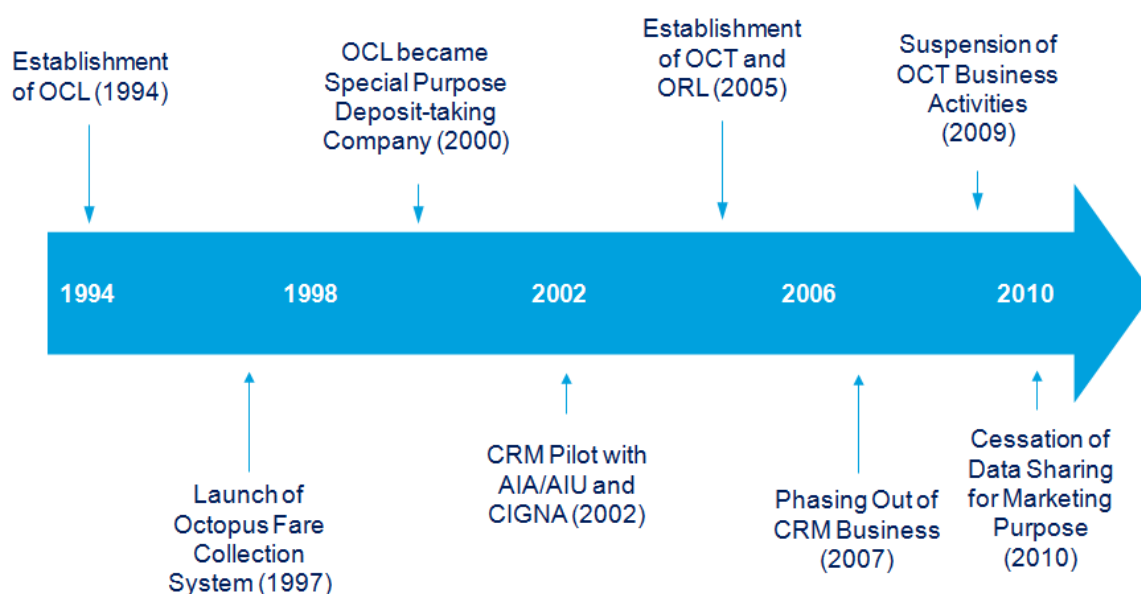 Establishment
of OCL (1994)
OCL became
Special Purpose
Deposit-taking
Company (2000)
Establishment
of OCT and
ORL (2005)
Suspension of
OCT Business
Activities
(2009)
1994
1998
2002
2006
2010
Launch of
Octopus Fare
Collection
System (1997)
CRM Pilot with
AIA/AIU and
CIGNA (2002)
Phasing Out of
CRM Business
(2007)
Cessation of
Data Sharing
for Marketing
Purpose
(2010)